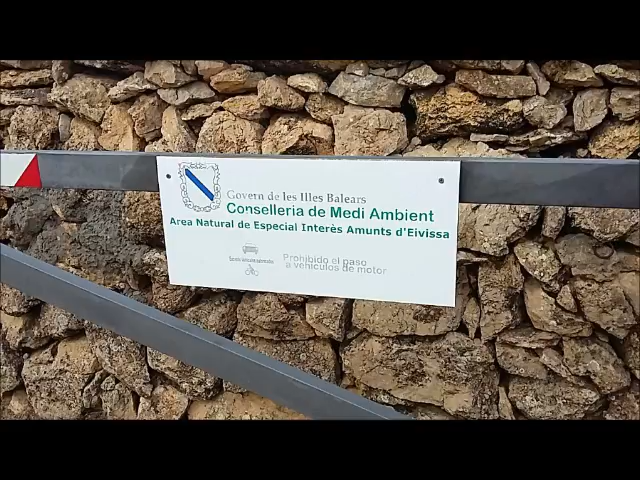 Govern de les Illes Balears
Conselleria de Medi Ambient
Area Natural de Especial Interès Amunts d'Eivissa
Prohibido el paso
a vehículos de motor